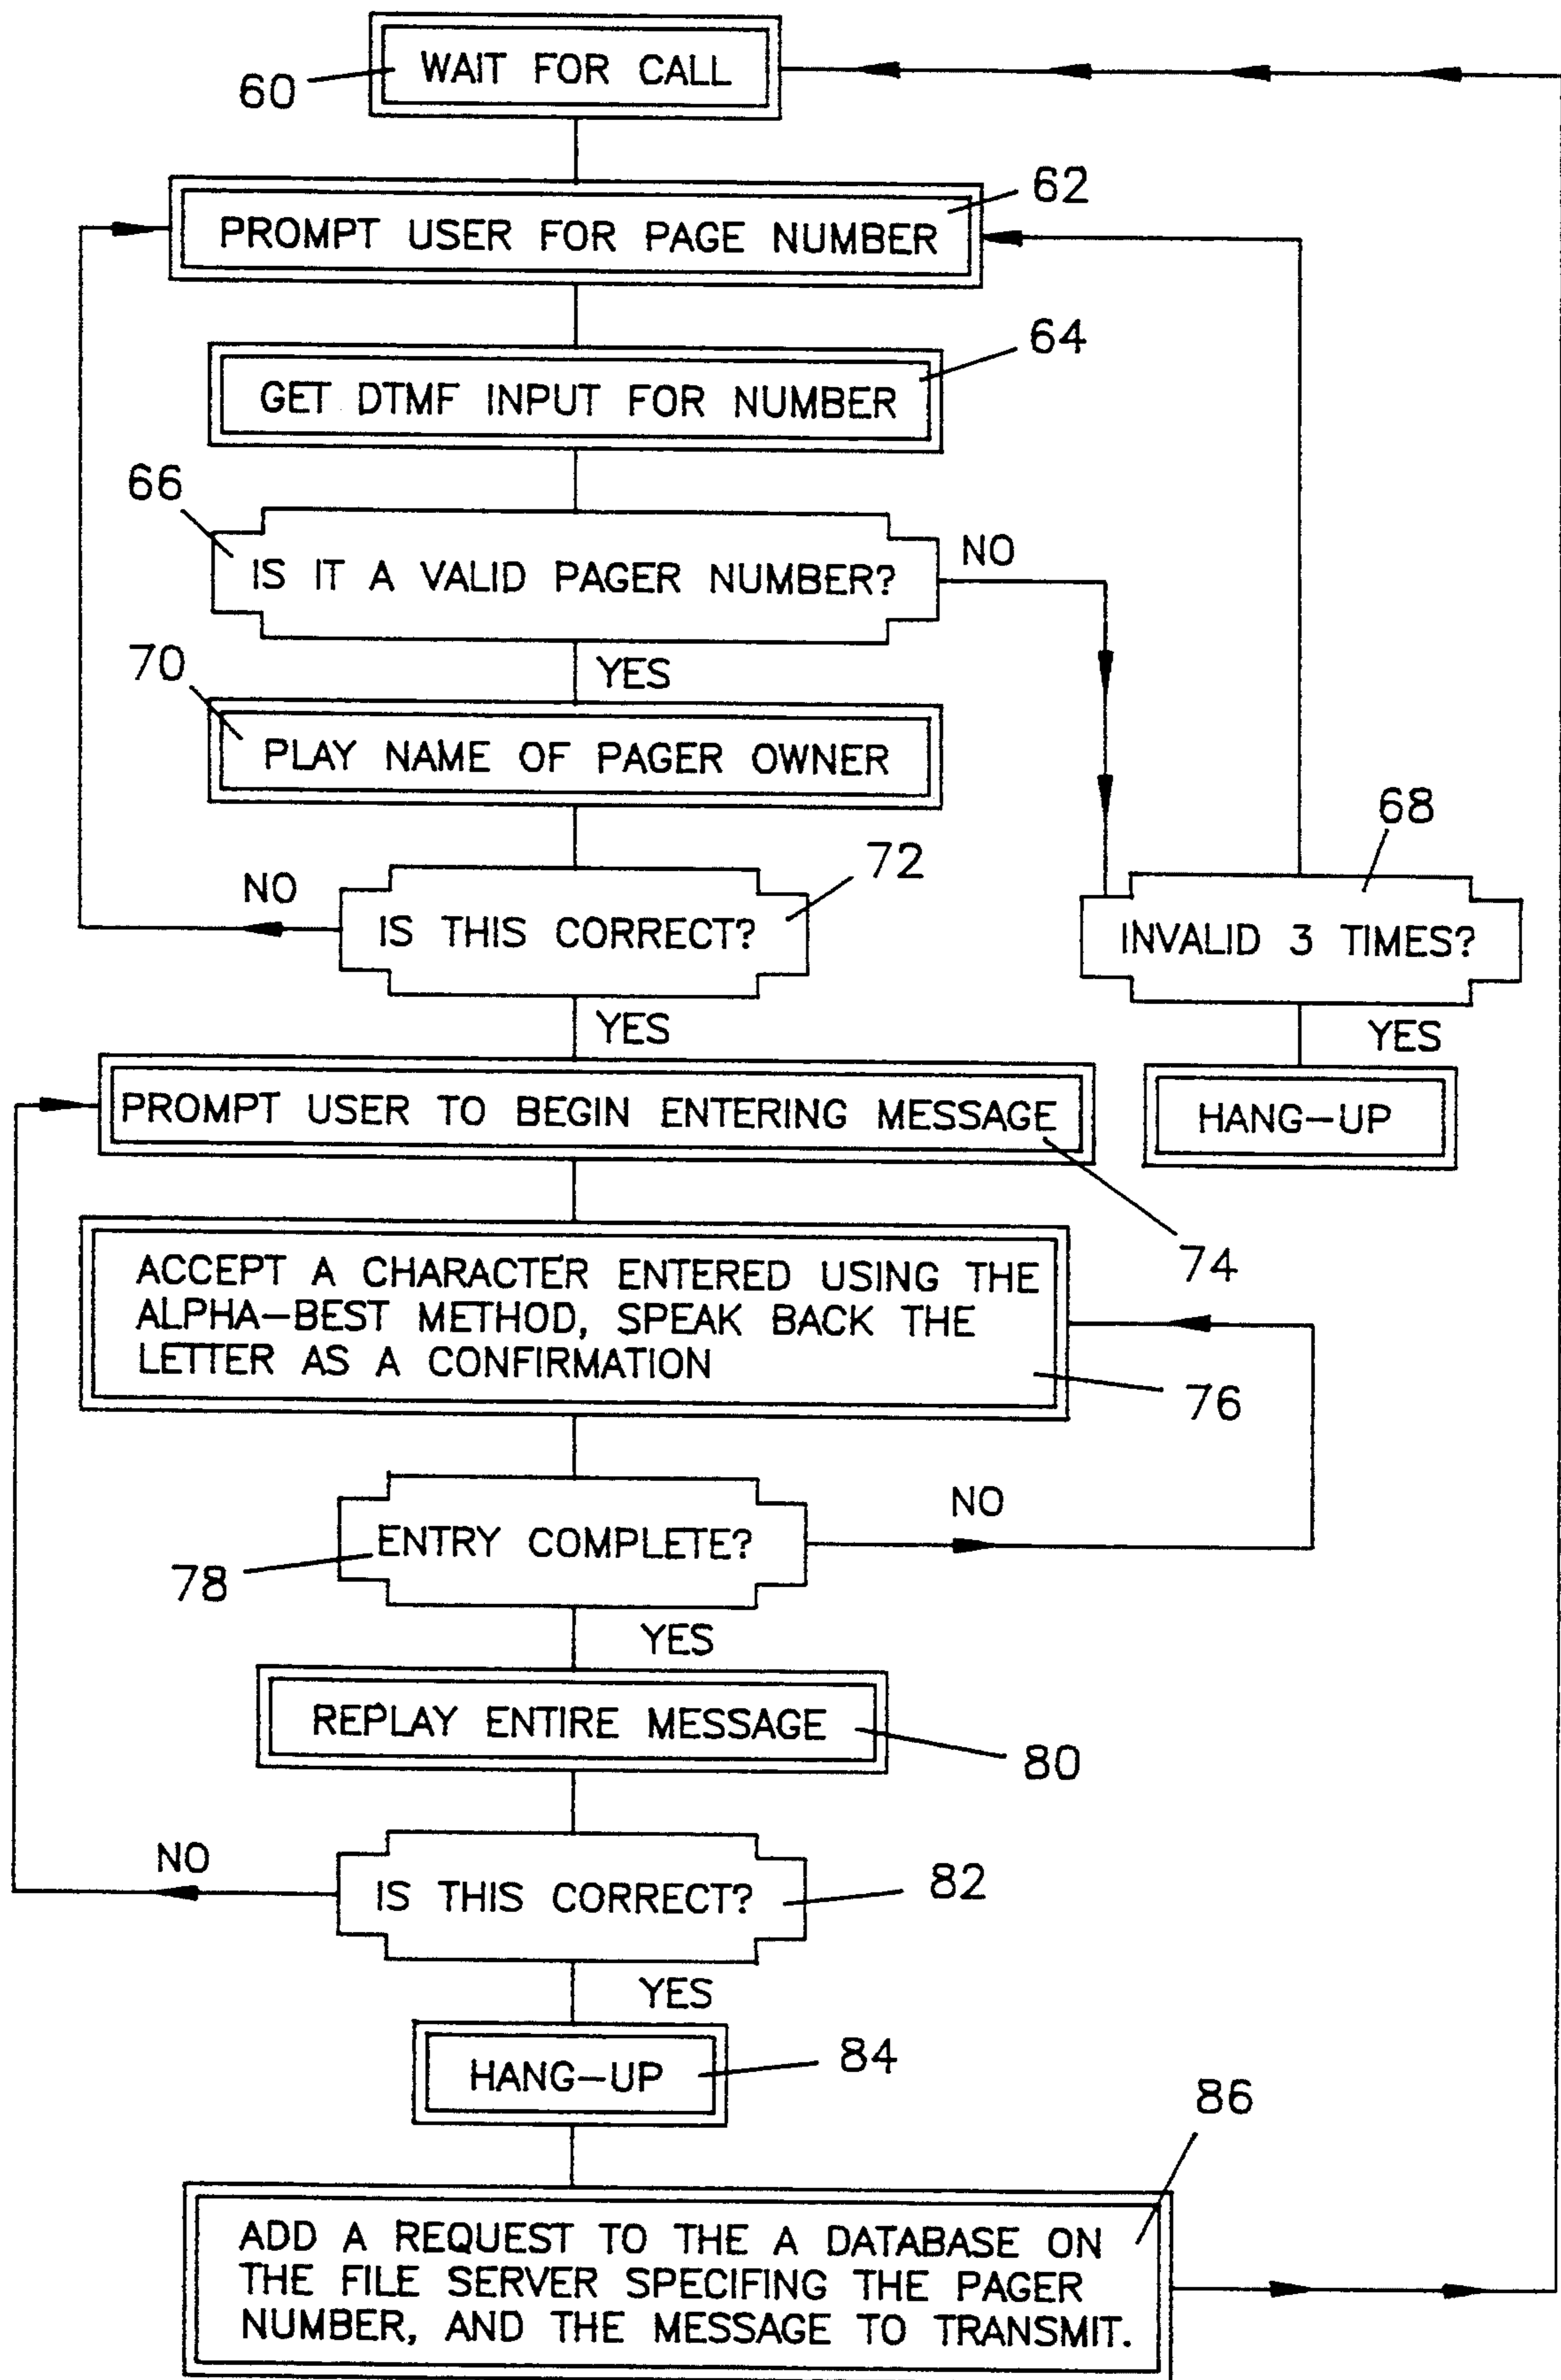 WAIT FOR CALL
60
62
PROMPT USER FOR PAGE NUMBER
64
GET DTMF INPUT FOR NUMBER
66
IS IT A VALID PAGER NUMBER?
NO
YES
70
PLAY NAME OF PAGER OWNER
68
72
NO
IS THIS CORRECT?
INVALID 3 TIMES?
YES
YES
PROMPT USER TO BEGIN ENTERING MESSAGE
HANG-UP
74
ACCEPT A CHARACTER ENTERED USING THE
ALPHA-BEST METHOD, SPEAK BACK THE
LETTER AS A CONFIRMATION
76
NO
ENTRY COMPLETE?
78
YES
REPLAY ENTIRE MESSAGE
80
NO
IS THIS CORRECT?
82
YES
HANG-UP
84
86
ADD A REQUEST TO THE A DATABASE ON
THE FILE SERVER SPECIFING THE PAGER
NUMBER, AND THE MESSAGE TO TRANSMIT.